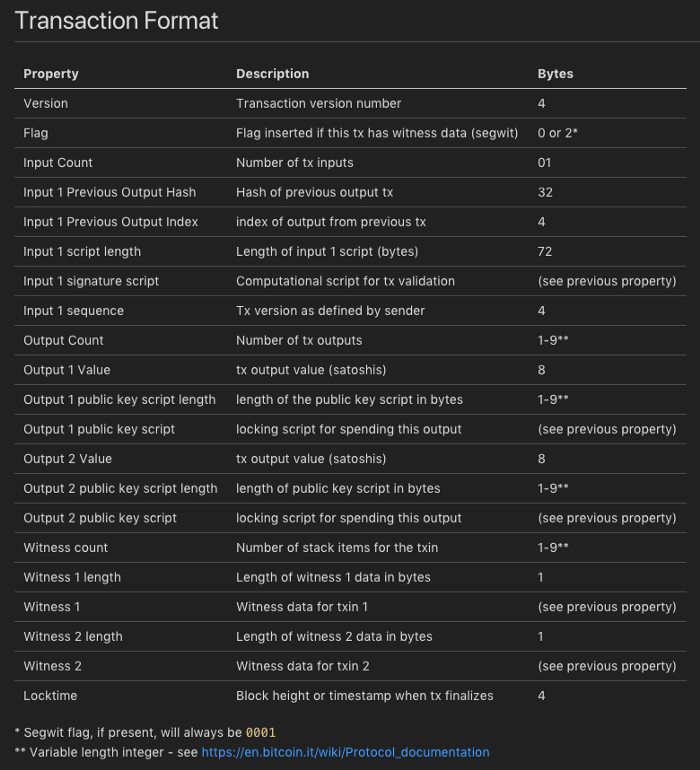 Transaction Format
Property Description Bytes
Version Transaction version number 4
Flag Flag inserted if this tx has witness data (segwit) 0 or 2*
Input Count Number of tx inputs 01
Input 1 Previous Output Hash Hash of previous output tx 32
Input 1 Previous Output Index index of output from previous tx 4
Input 1 script length Length of input 1 script (bytes) 72
Input 1 signature script Computational script for tx validation (see previous property)
Input 1 sequence Tx version as defined by sender 4
Output Count Number of tx outputs 1-9**
Output 1 Value tx output value (satoshis) 8
Output 1 public key script length length of the public key script in bytes 1-9**
Output 1 public key script locking script for spending this output (see previous property)
Output 2 Value tx output value (satoshis) 8
Output 2 public key script length length of public key script in bytes 1-9**
Output 2 public key script locking script for spending this output (see previous property)
Witness count Number of stack items for the txin 1-9**
Witness 1 length Length of witness 1 data in bytes 1
Witness 1 Witness data for txin 1 (see previous property)
Witness 2 length Length of witness 2 data in bytes 1
Witness 2 Witness data for txin 2 (see previous property)
Locktime Block height or timestamp when tx finalizes 4
* Segwit flag, if present, will always be 0001
** Variable length integer - see https://en.bitcoin.it/wiki/Protocol_documentation